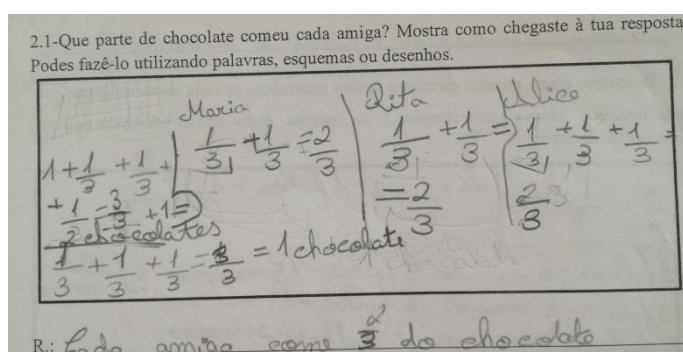 2.1-Que parte de chocolate comeu cada amiga? Mostra como chegaste à tua resposta
Podes fazê-lo utilizando palavras, esquemas ou desenhos.
Maria Rita Alice
1+1/3 +1/3 + 1/3 +1/3 =2/3 1/3 +1/3 = 1/3 +1/3 +1/3 =
+1/3=3/3 +1= =2/3 2/3
2 chocolates
1/3 +1/3 +1/3 =3/3 = 1 chocolate
R.: Cada amiga come 2/3 do chocolate